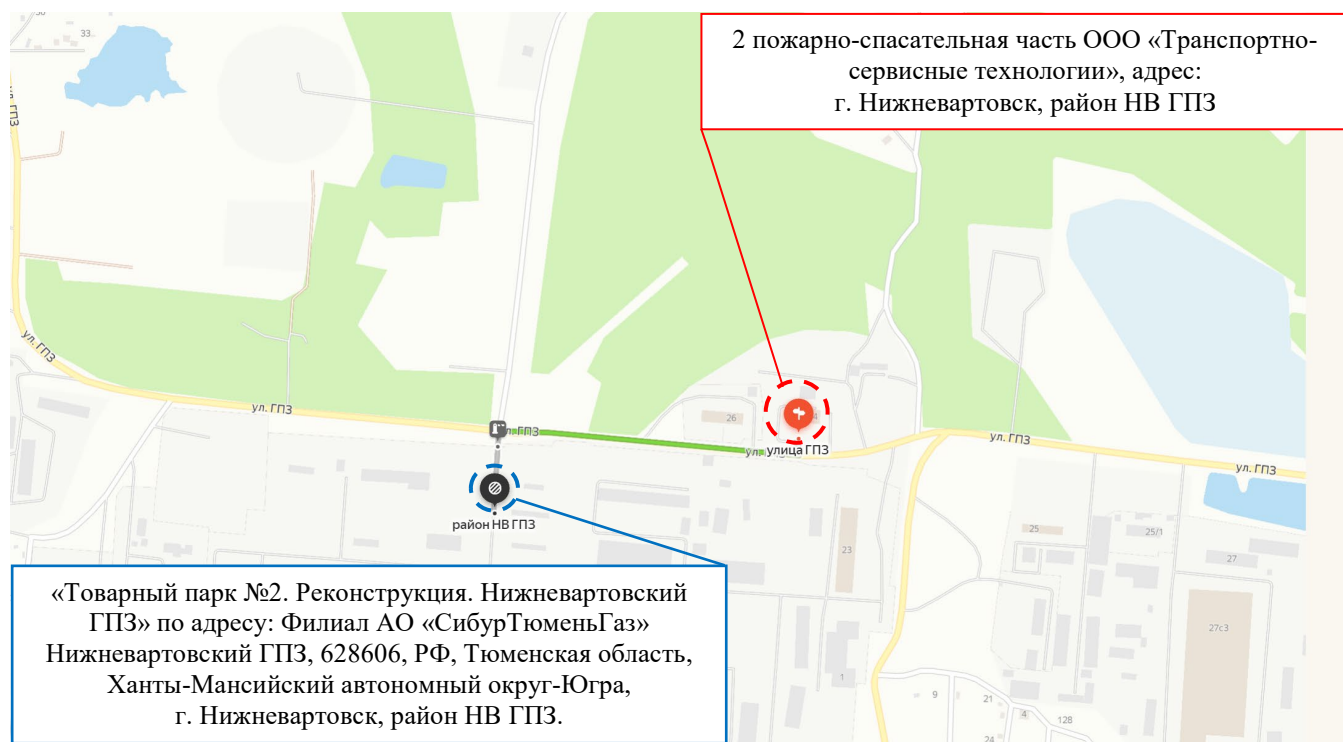 2 пожарно-спасательная часть ООО «Транспортно-
сервисные технологии», адрес:
г. Нижневартовск, район НВ ГПЗ
33
ул. ГПЗ
ул. ГПЗ
ул. ГПЗ
26
улица ГПЗ
ул. ГПЗ
ул. ГПЗ
район НВ ГПЗ
25
25/1
27
23
27с3
1
9
21
4
128
24
«Товарный парк №2. Реконструкция. Нижневартовский
ГПЗ» по адресу: Филиал АО «СибурТюменьГаз»
Нижневартовский ГПЗ, 628606, РФ, Тюменская область,
Ханты-Мансийский автономный округ-Югра,
г. Нижневартовск, район НВ ГПЗ.